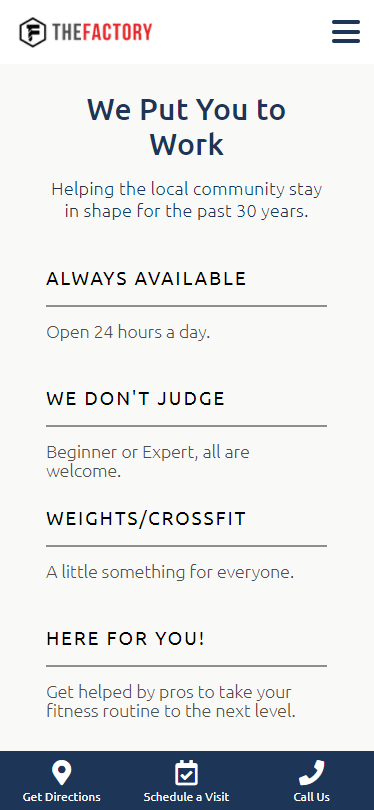 THEFACTORY
We Put You to
Work
Helping the local community stay
in shape for the past 30 years.
ALWAYS AVAILABLE
Open 24 hours a day.
WE DON'T JUDGE
Beginner or Expert, all are
welcome.
WEIGHTS/CROSSFIT
A little something for everyone.
HERE FOR YOU!
Get helped by pros to take your
fitness routine to the next level.
Get Directions
Schedule a Visit
Call Us